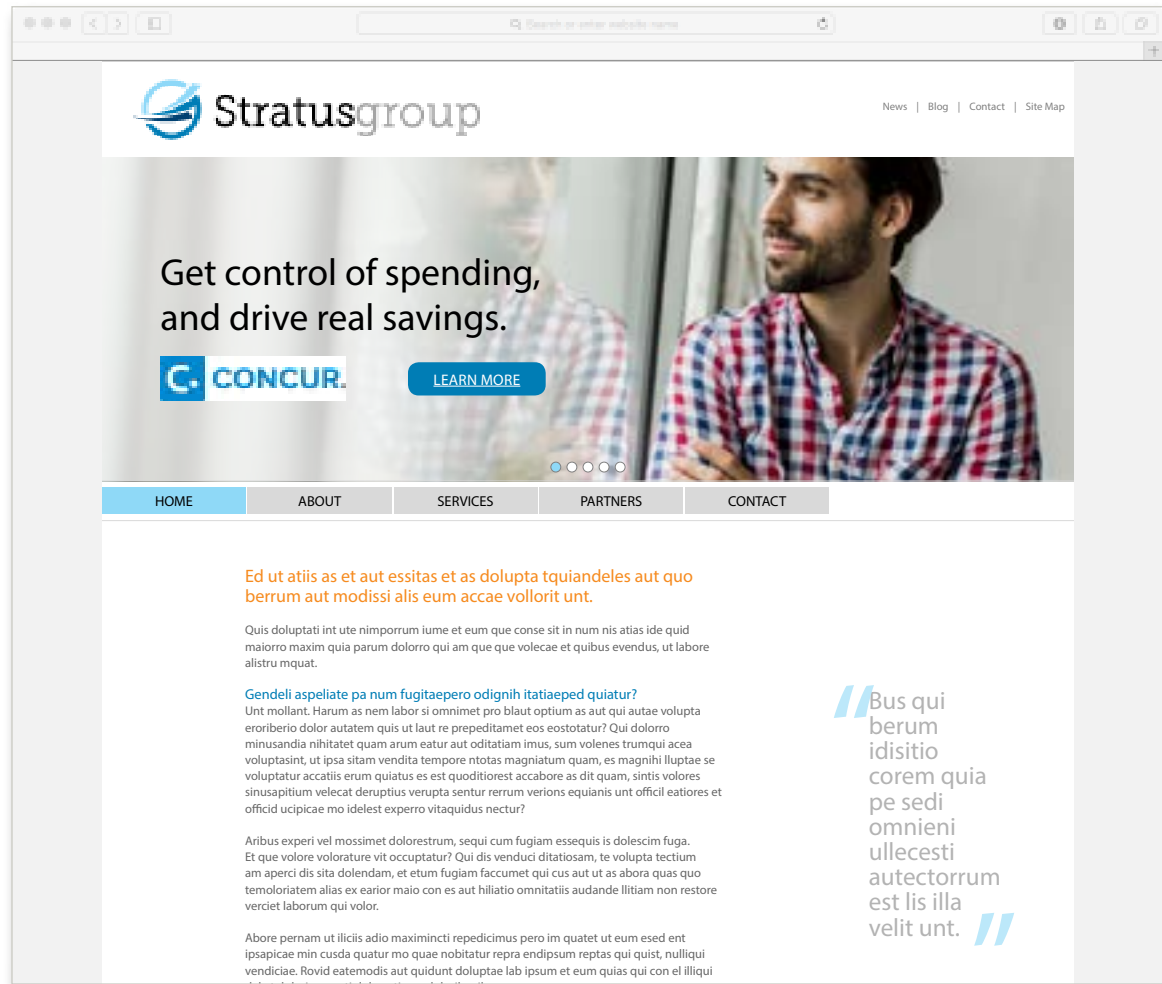 Search or enter website name
Stratusgroup
News | Blog | Contact | Site Map
Get control of spending,
and drive real savings.
C. CONCUR.
LEARN MORE
HOME ABOUT SERVICES PARTNERS CONTACT
Ed ut atiis as et aut essitas et as dolupta tquiandeles aut quo
berrum aut modissi alis eum accae vollorit unt.
Quis doluptati int ute nimporrum iume et eum que conse sit in num nis atias ide quid
maiorro maxim quia parum dolorro qui am que que volecae et quibus evendus, ut labore
alistru mquat.
Gendeli aspeliate pa num fugitaepero odignih itatiaeped quiatur?
Unt mollant. Harum as nem labor si omnimet pro blaut optium as aut qui autae volupta
eroriberio dolor autatem quis ut laut re prepeditamet eos eostotatur? Qui dolorro
minusandia nihitatet quam arum eatur aut oditatiam imus, sum volenes trumqui acea
voluptasint, ut ipsa sitam vendita tempore ntotas magniatum quam, es magnihi lluptae se
voluptatur accatiis erum quiatus es est quoditiorest accabore as dit quam, sintis volores
sinusapitium velecat deruptius verupta sentur rerrum verions equianis unt officil eatiores et
officid ucipicae mo idelest experro vitaquidus nectur?
Aribus experi vel mossimet dolorestrum, sequi cum fugiam essequis is dolescim fuga.
Et que volore volorature vit occuptatur? Qui dis venduci ditatiosam, te volupta tectium
am aperci dis sita dolendam, et etum fugiam faccumet qui cus aut ut as abora quas quo
temoloriatem alias ex earior maio con es aut hiliatio omnitatiis audande llitiam non restore
verciet laborum qui volor.
Abore pernam ut iliciis adio maximincti repedicimus pero im quatet ut eum esed ent
ipsapicae min cusda quatur mo quae nobitatur repra endipsum reptas qui quist, nulliqui
vendiciae. Rovid eatemodis aut quidunt doluptae lab ipsum et eum quias qui con el illiqui
"Bus qui
berum
idisitio
corem quia
pe sedi
omnieni
ullecesti
autectorrum
est lis illa
velit unt."